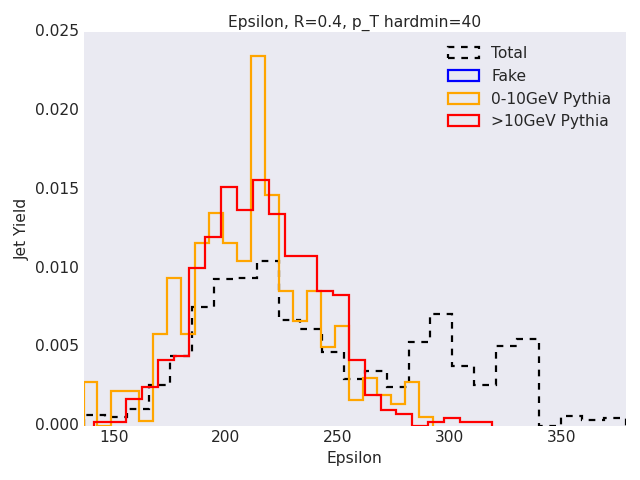 Epsilon, R=0.4, p_T hardmin=40
0.025
0.020
0.015
0.010
0.005
0.000
Jet Yield
Total
Fake
0-10GeV Pythia
>10GeV Pythia
150
200
250
300
350
Epsilon